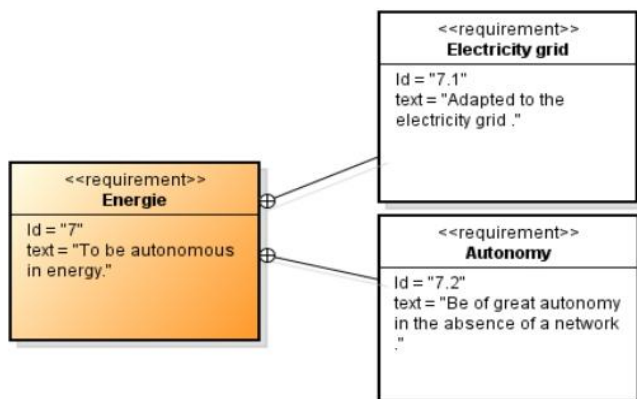 <<requirement>>
Electricity grid
Id = "7.1"
text = "Adapted to the
electricity grid ."
<<requirement>>
Energie
Id = "7"
text = "To be autonomous
in energy."
<<requirement>>
Autonomy
Id = "7.2"
text = "Be of great autonomy
in the absence of a network
."